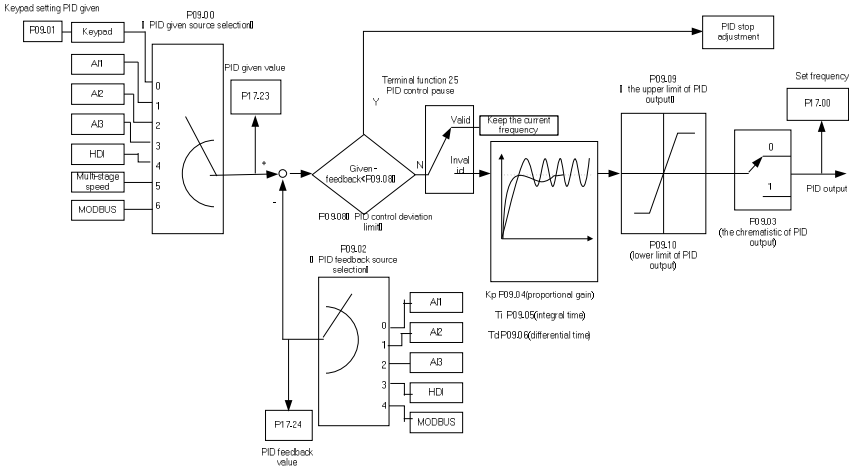 Keypad setting PID given
P09.01
Keypad
AI1
AI2
AI3
HDI
Multi-stage
speed
MODBUS
P09.00
( PID given source selection)
0
1
2
3
4
5
6
PID given value
P17.23
+
-
Given-
feedback<P09.08)
Y
N
P09.08( PID control deviation
limit)
Terminal function 25
PID control pause
Valid
Inval
id
Keep the current
frequency
PID stop
adjustment
Kp P09.04(proportional gain)
Ti P09.05(integral time)
Td P09.06(differential time)
P09.09
( the upper limit of PID
output)
P09.10
(lower limit of PID
output)
0
1
P09.03
(the chrematistic of PID
output)
Set frequency
P17.00
PID output
P09.02
( PID feedback source
selection)
0
1
2
3
4
AI1
AI2
AI3
HDI
MODBUS
P17.24
PID feedback
value